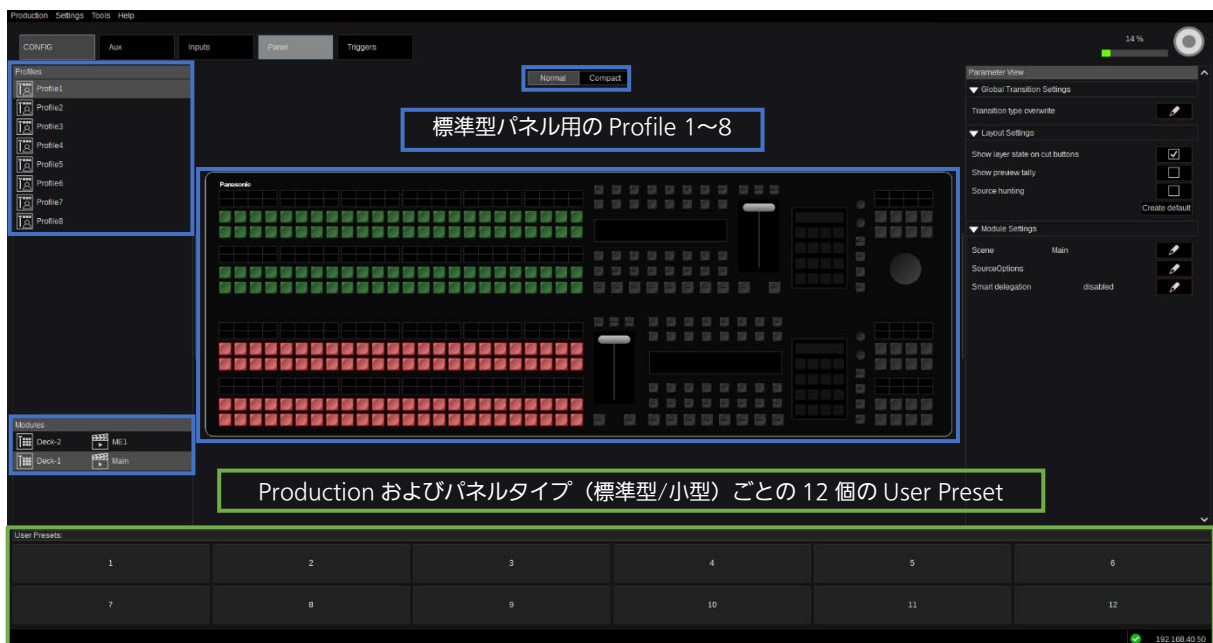 Production Settings Tools Help
CONFIG Aux Inputs Panel Triggers
14 %
Profiles
Profile1
Profile2
Profile3
Profile4
Profile5
Profile6
Profile7
Profile8
Normal Compact
標準型パネル用の Profile 1～8
Panasonic
Parameter View
Global Transition Settings
Transition type overwrite
Layout Settings
Show layer state on cut buttons
Show preview tally
Source hunting
Create default
Module Settings
Scene Main
SourceOptions
Smart delegation disabled
Modules
Deck-2 ME1
Deck-1 Main
Production およびパネルタイプ（標準型/小型）ごとの 12 個の User Preset
User Presets:
1 2 3 4 5 6
7 8 9 10 11 12
192.168.40.50